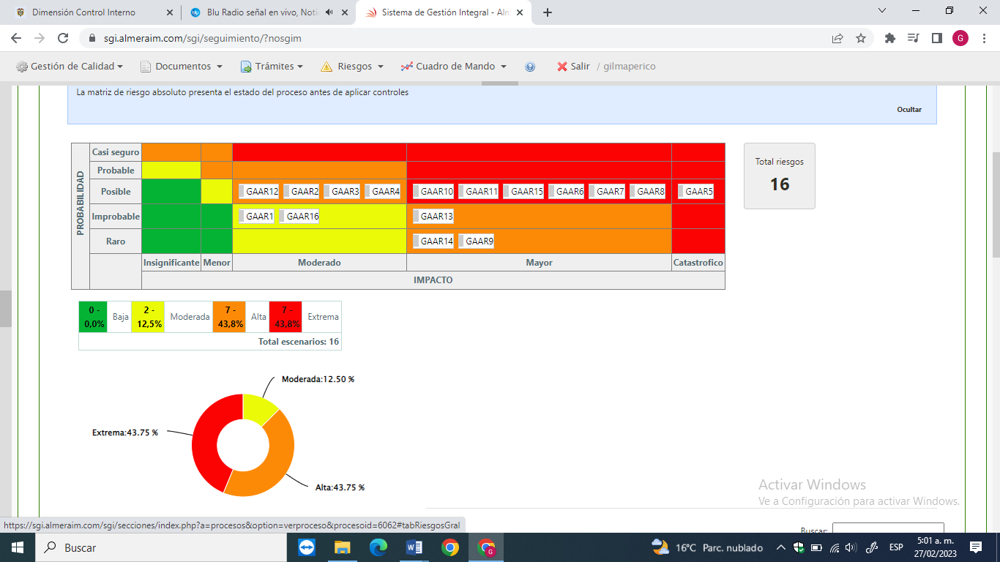 Dimensión Control Interno
Blu Radio señal en vivo, Noti
Sistema de Gestión Integral - Alm
sgi.almeraim.com/sgi/seguimiento/?nosgim
G
Gestión de Calidad
Documentos
Trámites
Riesgos
Cuadro de Mando
?
Salir / gilmaperico
La matriz de riesgo absoluto presenta el estado del proceso antes de aplicar controles
Ocultar
PROBABILIDAD
Casi seguro
Probable
Posible GAAR12 GAAR2 GAAR3 GAAR4 GAAR10 GAAR11 GAAR15 GAAR6 GAAR7 GAAR8 GAAR5
Improbable GAAR1 GAAR16 GAAR13
Raro GAAR14 GAAR9
Insignificante Menor Moderado Mayor Catastrofico
IMPACTO
Total riesgos
16
0 - 0,0% Baja 2 - 12,5% Moderada 7 - 43,8% Alta 7 - 43,8% Extrema
Total escenarios: 16
Moderada:12.50 %
Extrema:43.75 %
Alta:43.75 %
Activar Windows
Ve a Configuración para activar Windows.
Buscar:
https://sgi.almeraim.com/sgi/secciones/index.php?a=procesos&option=verproceso&procesoid=6062#tabRiesgosGral
Buscar
16°C Parc. nublado
ESP
5:01 a. m.
27/02/2023